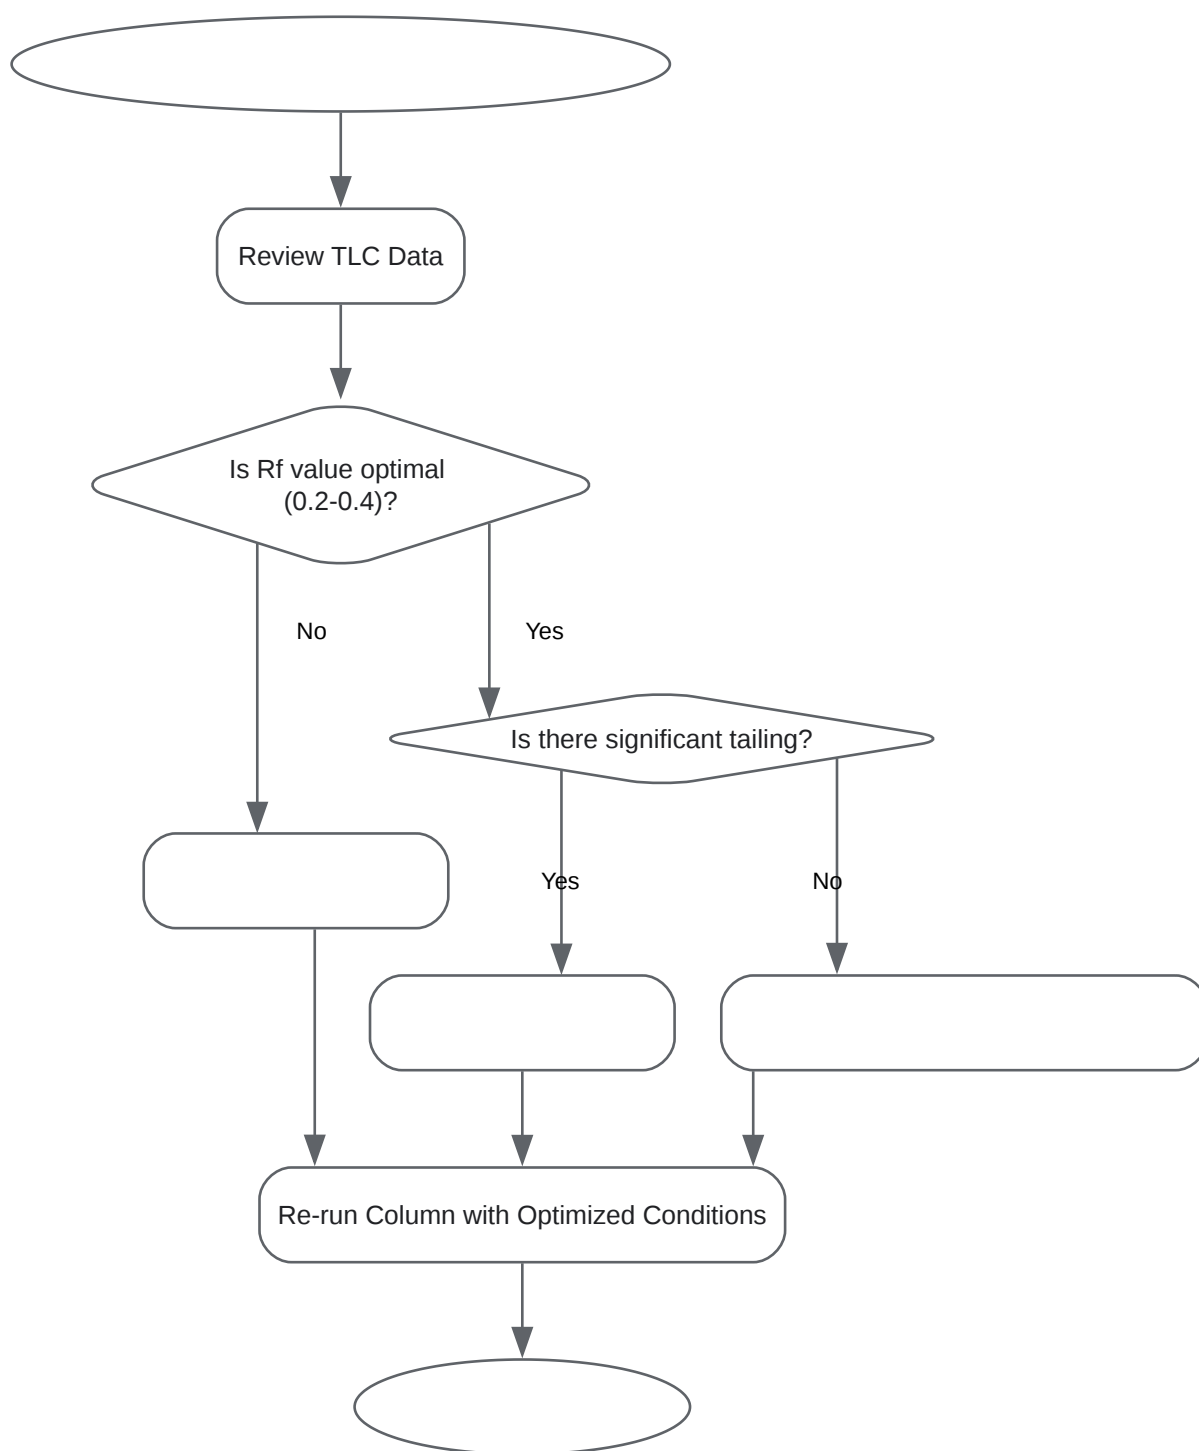 Review TLC Data
Is Rf value optimal
(0.2-0.4)?
No
Yes
Is there significant tailing?
Yes
No
Re-run Column with Optimized Conditions